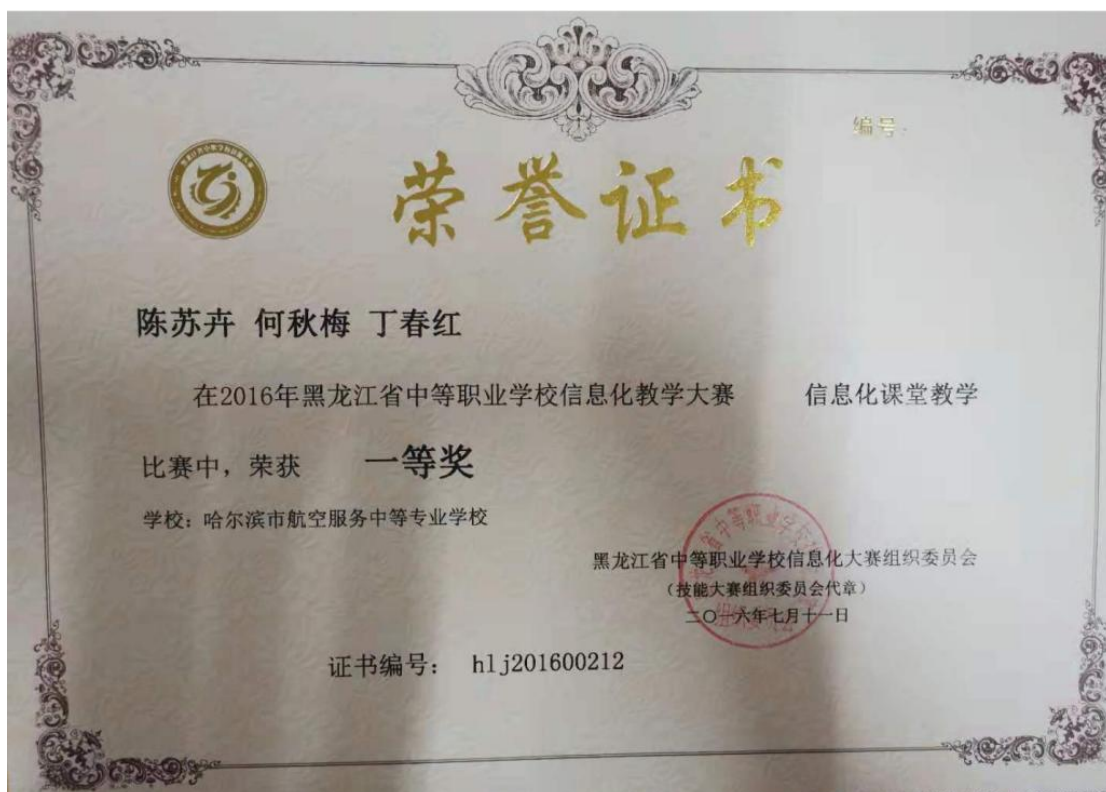 编号:
荣誉证书
陈苏卉 何秋梅 丁春红
在2016年黑龙江省中等职业学校信息化教学大赛 信息化课堂教学
比赛中，荣获 一等奖
学校：哈尔滨市航空服务中等专业学校
黑龙江省中等职业学校信息化大赛组织委员会
（技能大赛组织委员会代章）
二〇一六年七月十一日
证书编号： hlj201600212